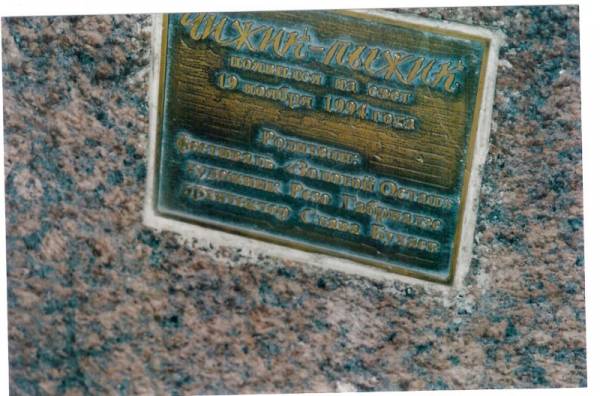 ЧИЖИК-ПЫЖИК
появился на свет
19 ноября 1994 года
Родители:
фестиваль „Золотой Остап“
художник Резо Габриадзе
архитектор Слава Бухаев